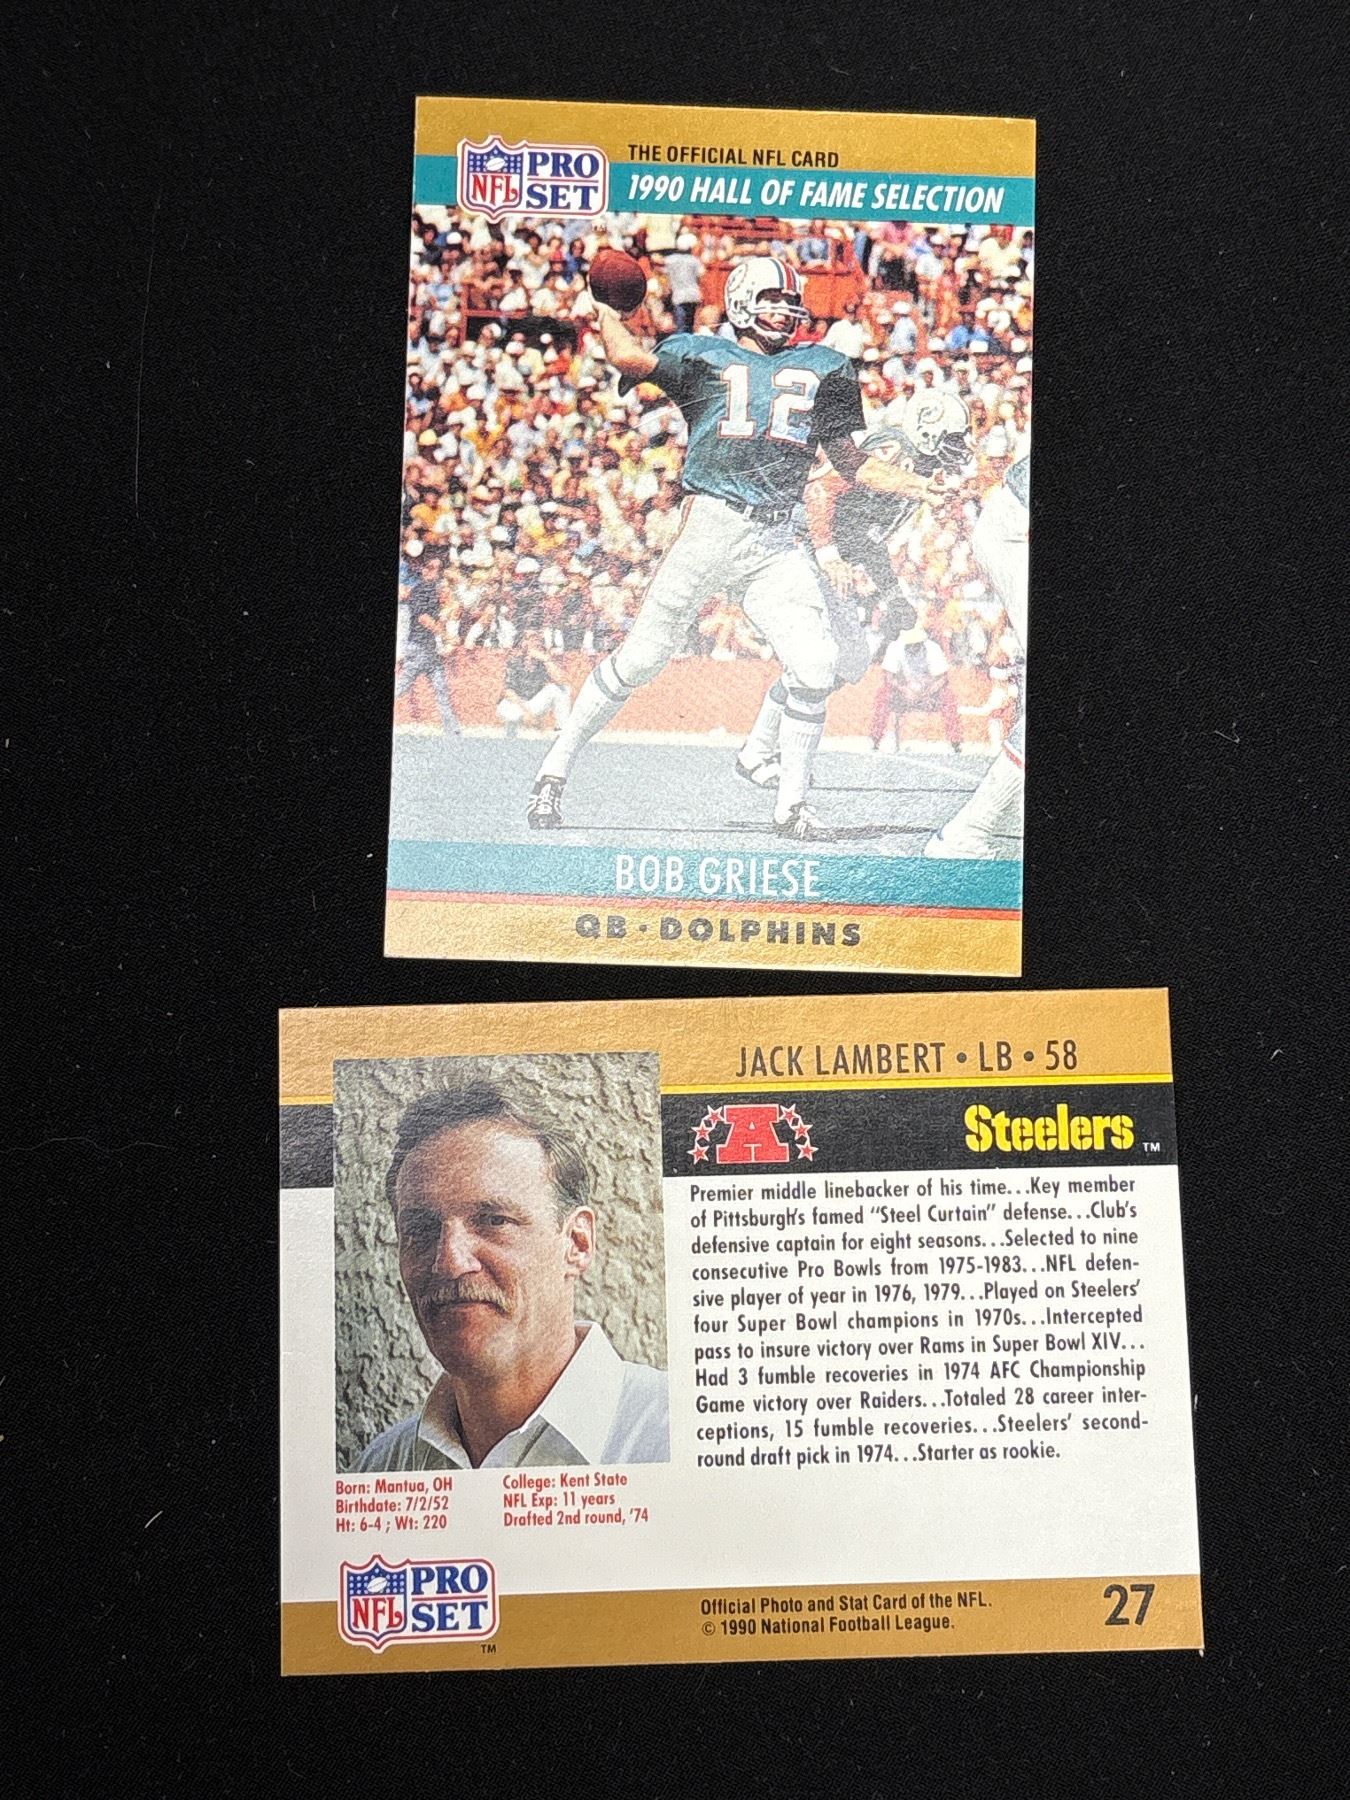 NFL
PRO
SET
THE OFFICIAL NFL CARD
1990 HALL OF FAME SELECTION
12
BOB GRIESE
QB · DOLPHINS
JACK LAMBERT • LB • 58
A
Steelers TM
Premier middle linebacker of his time...Key member
of Pittsburgh's famed "Steel Curtain" defense...Club's
defensive captain for eight seasons...Selected to nine
consecutive Pro Bowls from 1975-1983...NFL defen-
sive player of year in 1976, 1979...Played on Steelers'
four Super Bowl champions in 1970s...Intercepted
pass to insure victory over Rams in Super Bowl XIV...
Had 3 fumble recoveries in 1974 AFC Championship
Game victory over Raiders...Totaled 28 career inter-
ceptions, 15 fumble recoveries...Steelers' second-
round draft pick in 1974...Starter as rookie.
Born: Mantua, OH
Birthdate: 7/2/52
Ht: 6-4 ; Wt: 220
College: Kent State
NFL Exp: 11 years
Drafted 2nd round, '74
NFL
PRO
SET
TM
Official Photo and Stat Card of the NFL.
© 1990 National Football League.
27